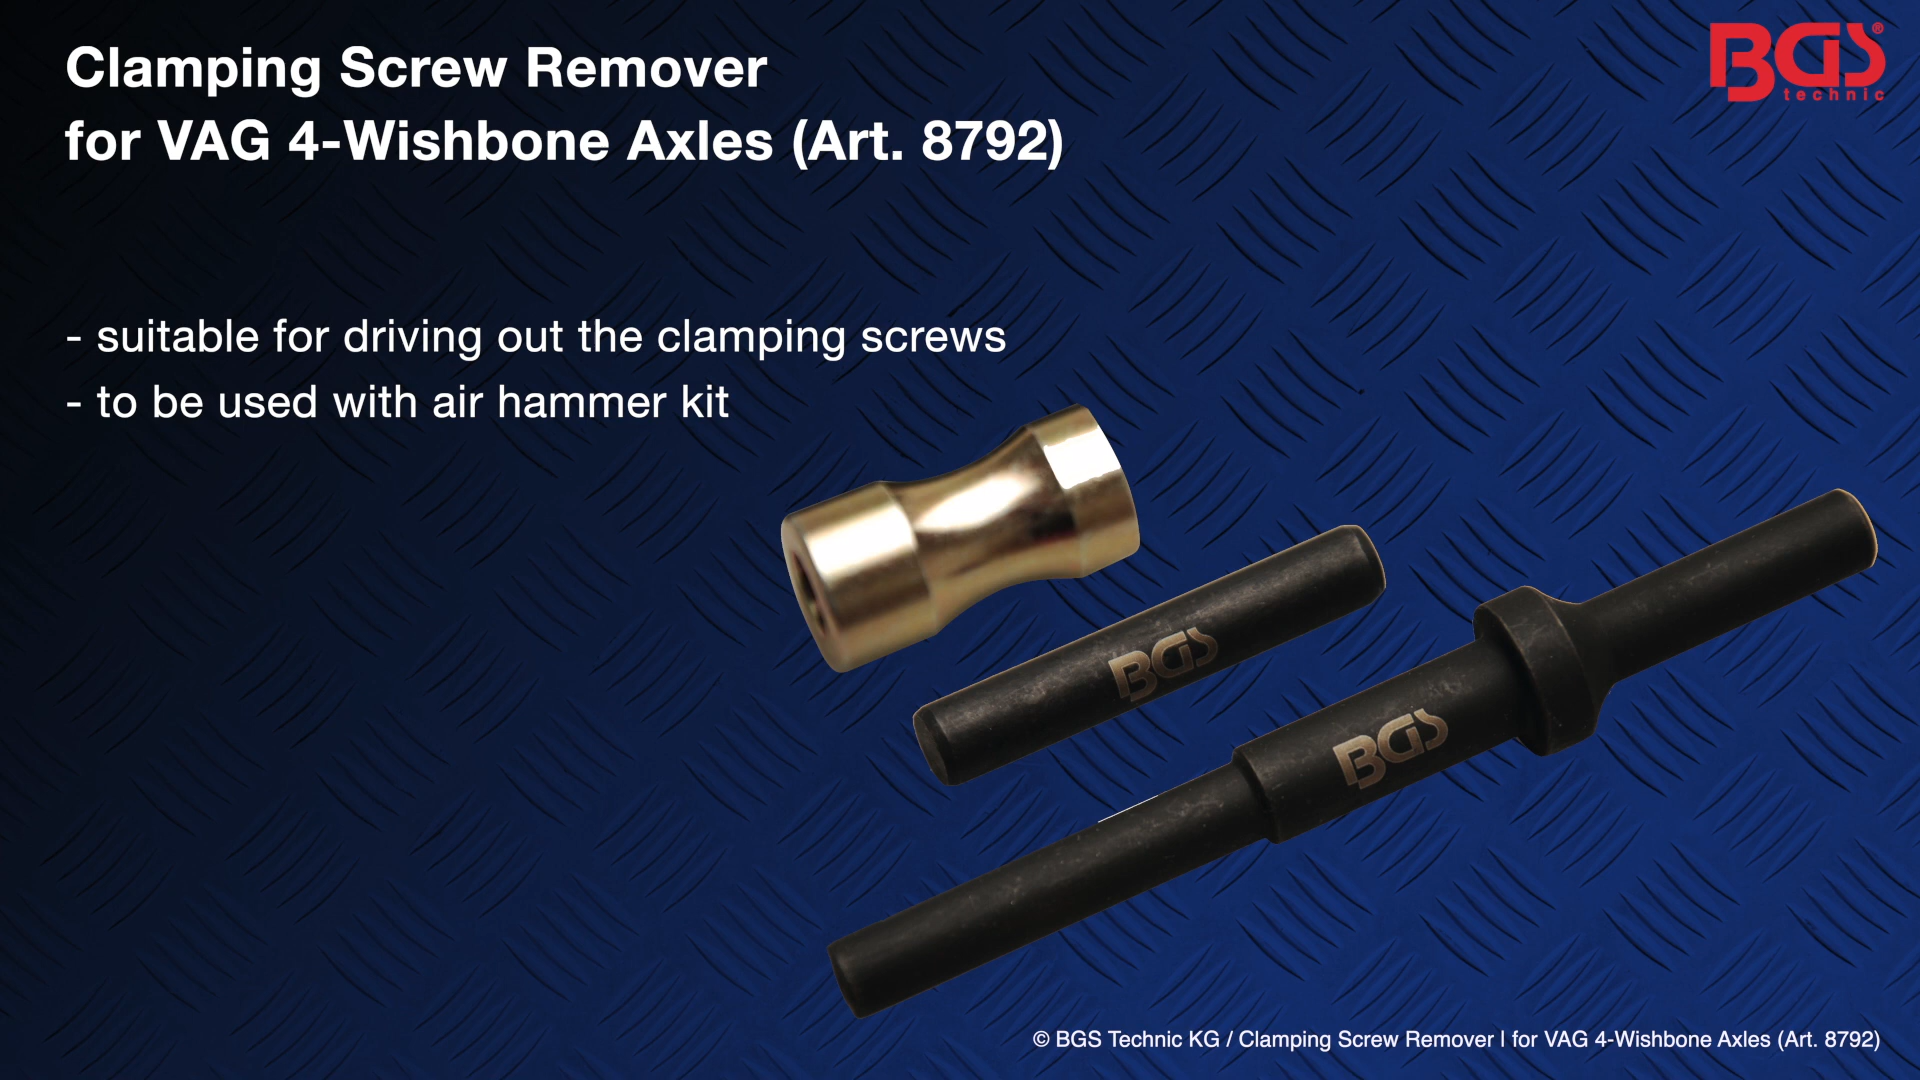 Clamping Screw Remover
for VAG 4-Wishbone Axles (Art. 8792)
BGS®
technic
- suitable for driving out the clamping screws
- to be used with air hammer kit
BGS
BGS
© BGS Technic KG / Clamping Screw Remover | for VAG 4-Wishbone Axles (Art. 8792)